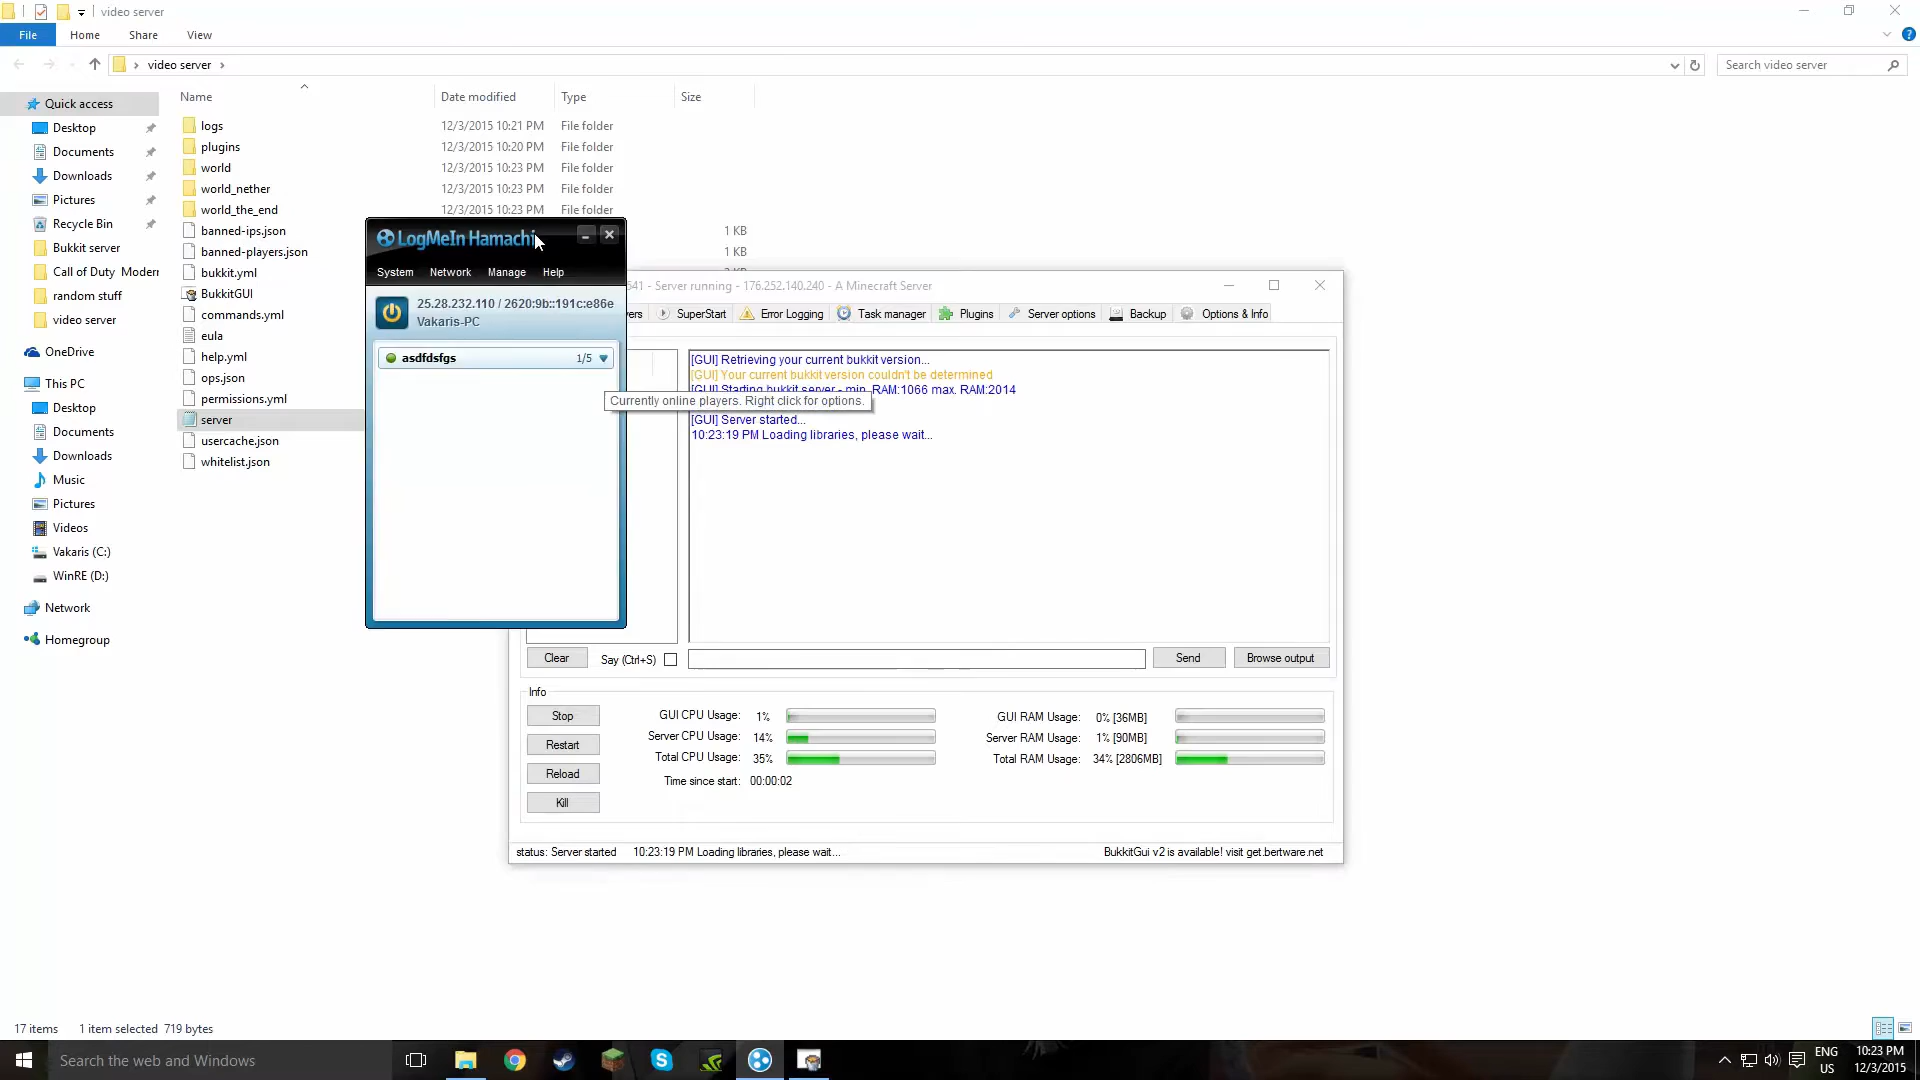 video server
File Home Share View
video server
Search video server
Name Date modified Type Size
Quick access
Desktop
Documents
Downloads
Pictures
Recycle Bin
Bukkit server
Call of Duty Modern
random stuff
video server
OneDrive
This PC
Desktop
Documents
Downloads
Music
Pictures
Videos
Vakaris (C:)
WinRE (D:)
Network
Homegroup
logs 12/3/2015 10:21 PM File folder
plugins 12/3/2015 10:20 PM File folder
world 12/3/2015 10:23 PM File folder
world_nether 12/3/2015 10:23 PM File folder
world_the_end 12/3/2015 10:23 PM File folder
banned-ips.json 1 KB
banned-players.json 1 KB
bukkit.yml
BukkitGUI
commands.yml
eula
help.yml
ops.json
permissions.yml
server
usercache.json
whitelist.json
LogMeIn Hamachi
System Network Manage Help
25.28.232.110 / 2620:9b::191c:e86e
Vakaris-PC
asdfdsfgs 1/5
541 - Server running - 176.252.140.240 - A Minecraft Server
ers SuperStart Error Logging Task manager Plugins Server options Backup Options & Info
[GUI] Retrieving your current bukkit version...
[GUI] Your current bukkit version couldn't be determined
[GUI] Starting bukkit server - min. RAM:1066 max. RAM:2014
Currently online players. Right click for options.
[GUI] Server started...
10:23:19 PM Loading libraries, please wait...
Clear Say (Ctrl+S) Send Browse output
Info
Stop
Restart
Reload
Kill
GUI CPU Usage: 1%
Server CPU Usage: 14%
Total CPU Usage: 35%
Time since start: 00:00:02
GUI RAM Usage: 0% [36MB]
Server RAM Usage: 1% [90MB]
Total RAM Usage: 34% [2806MB]
status: Server started 10:23:19 PM Loading libraries, please wait... BukkitGui v2 is available! visit get.bertware.net
17 items 1 item selected 719 bytes
Search the web and Windows
ENG
US
10:23 PM
12/3/2015